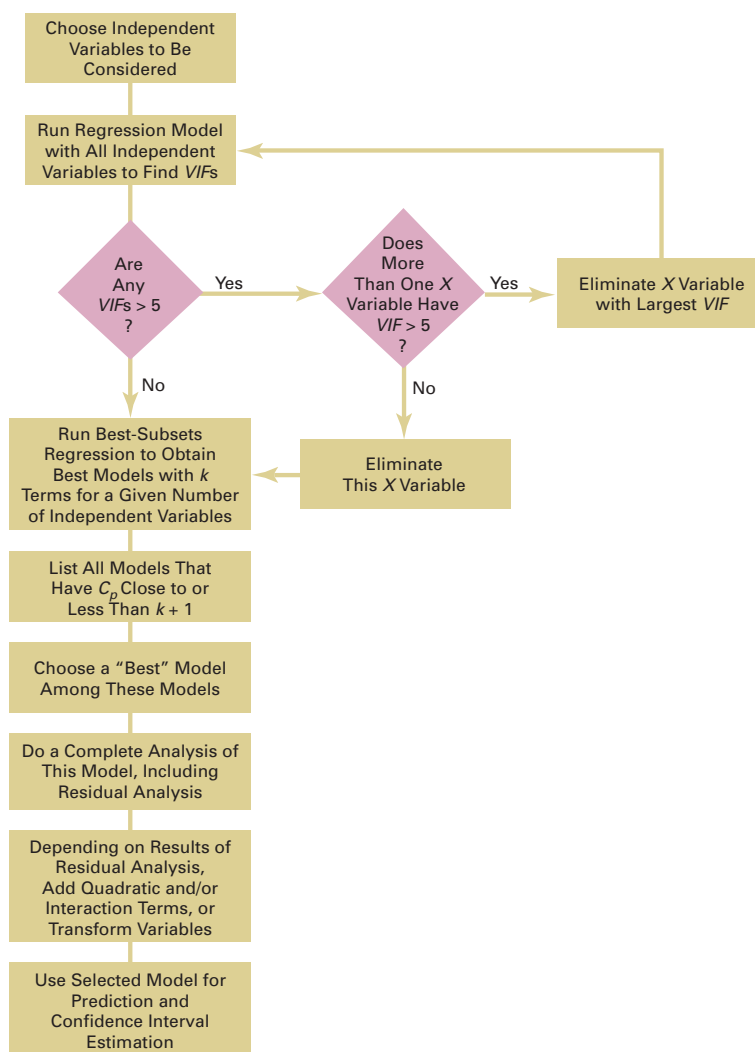 Choose Independent
Variables to Be
Considered
Run Regression Model
with All Independent
Variables to Find VIFs
Are
Any
VIFs > 5
?
Yes
Does
More
Than One X
Variable Have
VIF > 5
?
Yes
Eliminate X Variable
with Largest VIF
No
No
Run Best-Subsets
Regression to Obtain
Best Models with k
Terms for a Given Number
of Independent Variables
Eliminate
This X Variable
List All Models That
Have Cp Close to or
Less Than k + 1
Choose a “Best” Model
Among These Models
Do a Complete Analysis of
This Model, Including
Residual Analysis
Depending on Results of
Residual Analysis,
Add Quadratic and/or
Interaction Terms, or
Transform Variables
Use Selected Model for
Prediction and
Confidence Interval
Estimation